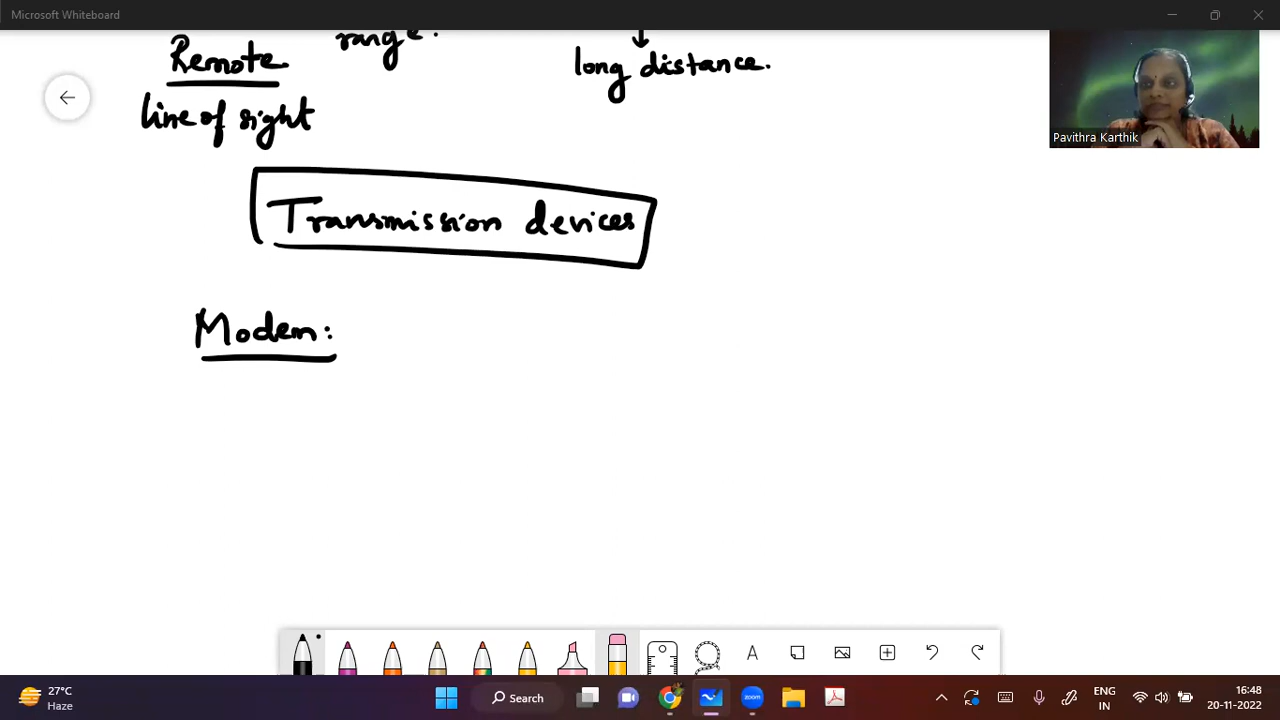 Microsoft Whiteboard
range.
Remote
long distance.
line of sight
Pavithra Karthik
Transmission devices
Modem:
A
27°C
Haze
Search
ENG
IN
16:48
20-11-2022